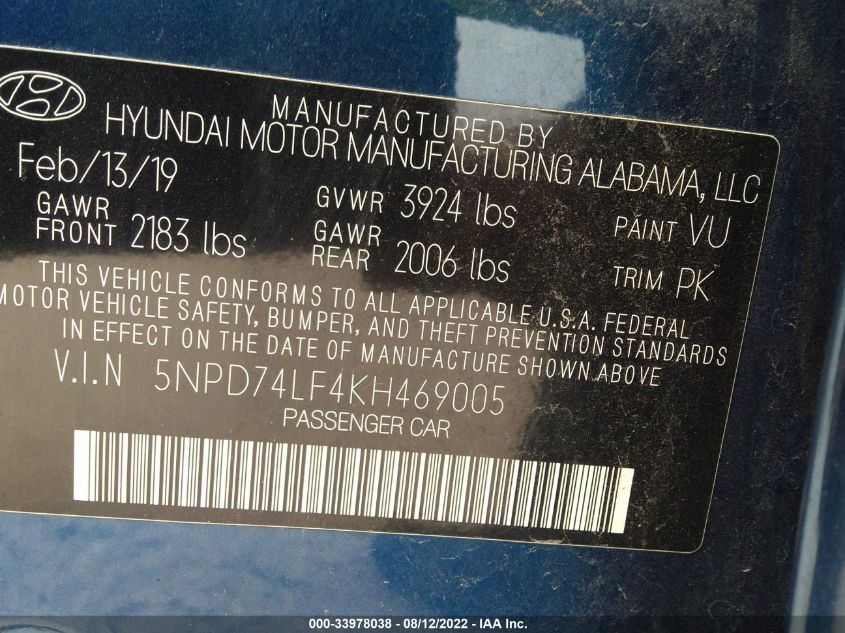 MANUFACTURED BY
HYUNDAI MOTOR MANUFACTURING ALABAMA, LLC
Feb/13/19 GVWR 3924 lbs PAINT VU
GAWR FRONT 2183 lbs GAWR REAR 2006 lbs TRIM PK
THIS VEHICLE CONFORMS TO ALL APPLICABLE U.S.A. FEDERAL
MOTOR VEHICLE SAFETY, BUMPER, AND THEFT PREVENTION STANDARDS
IN EFFECT ON THE DATE OF MANUFACTURE SHOWN ABOVE
V.I.N 5NPD74LF4KH469005
PASSENGER CAR
000-33978038 - 08/12/2022 - IAA Inc.